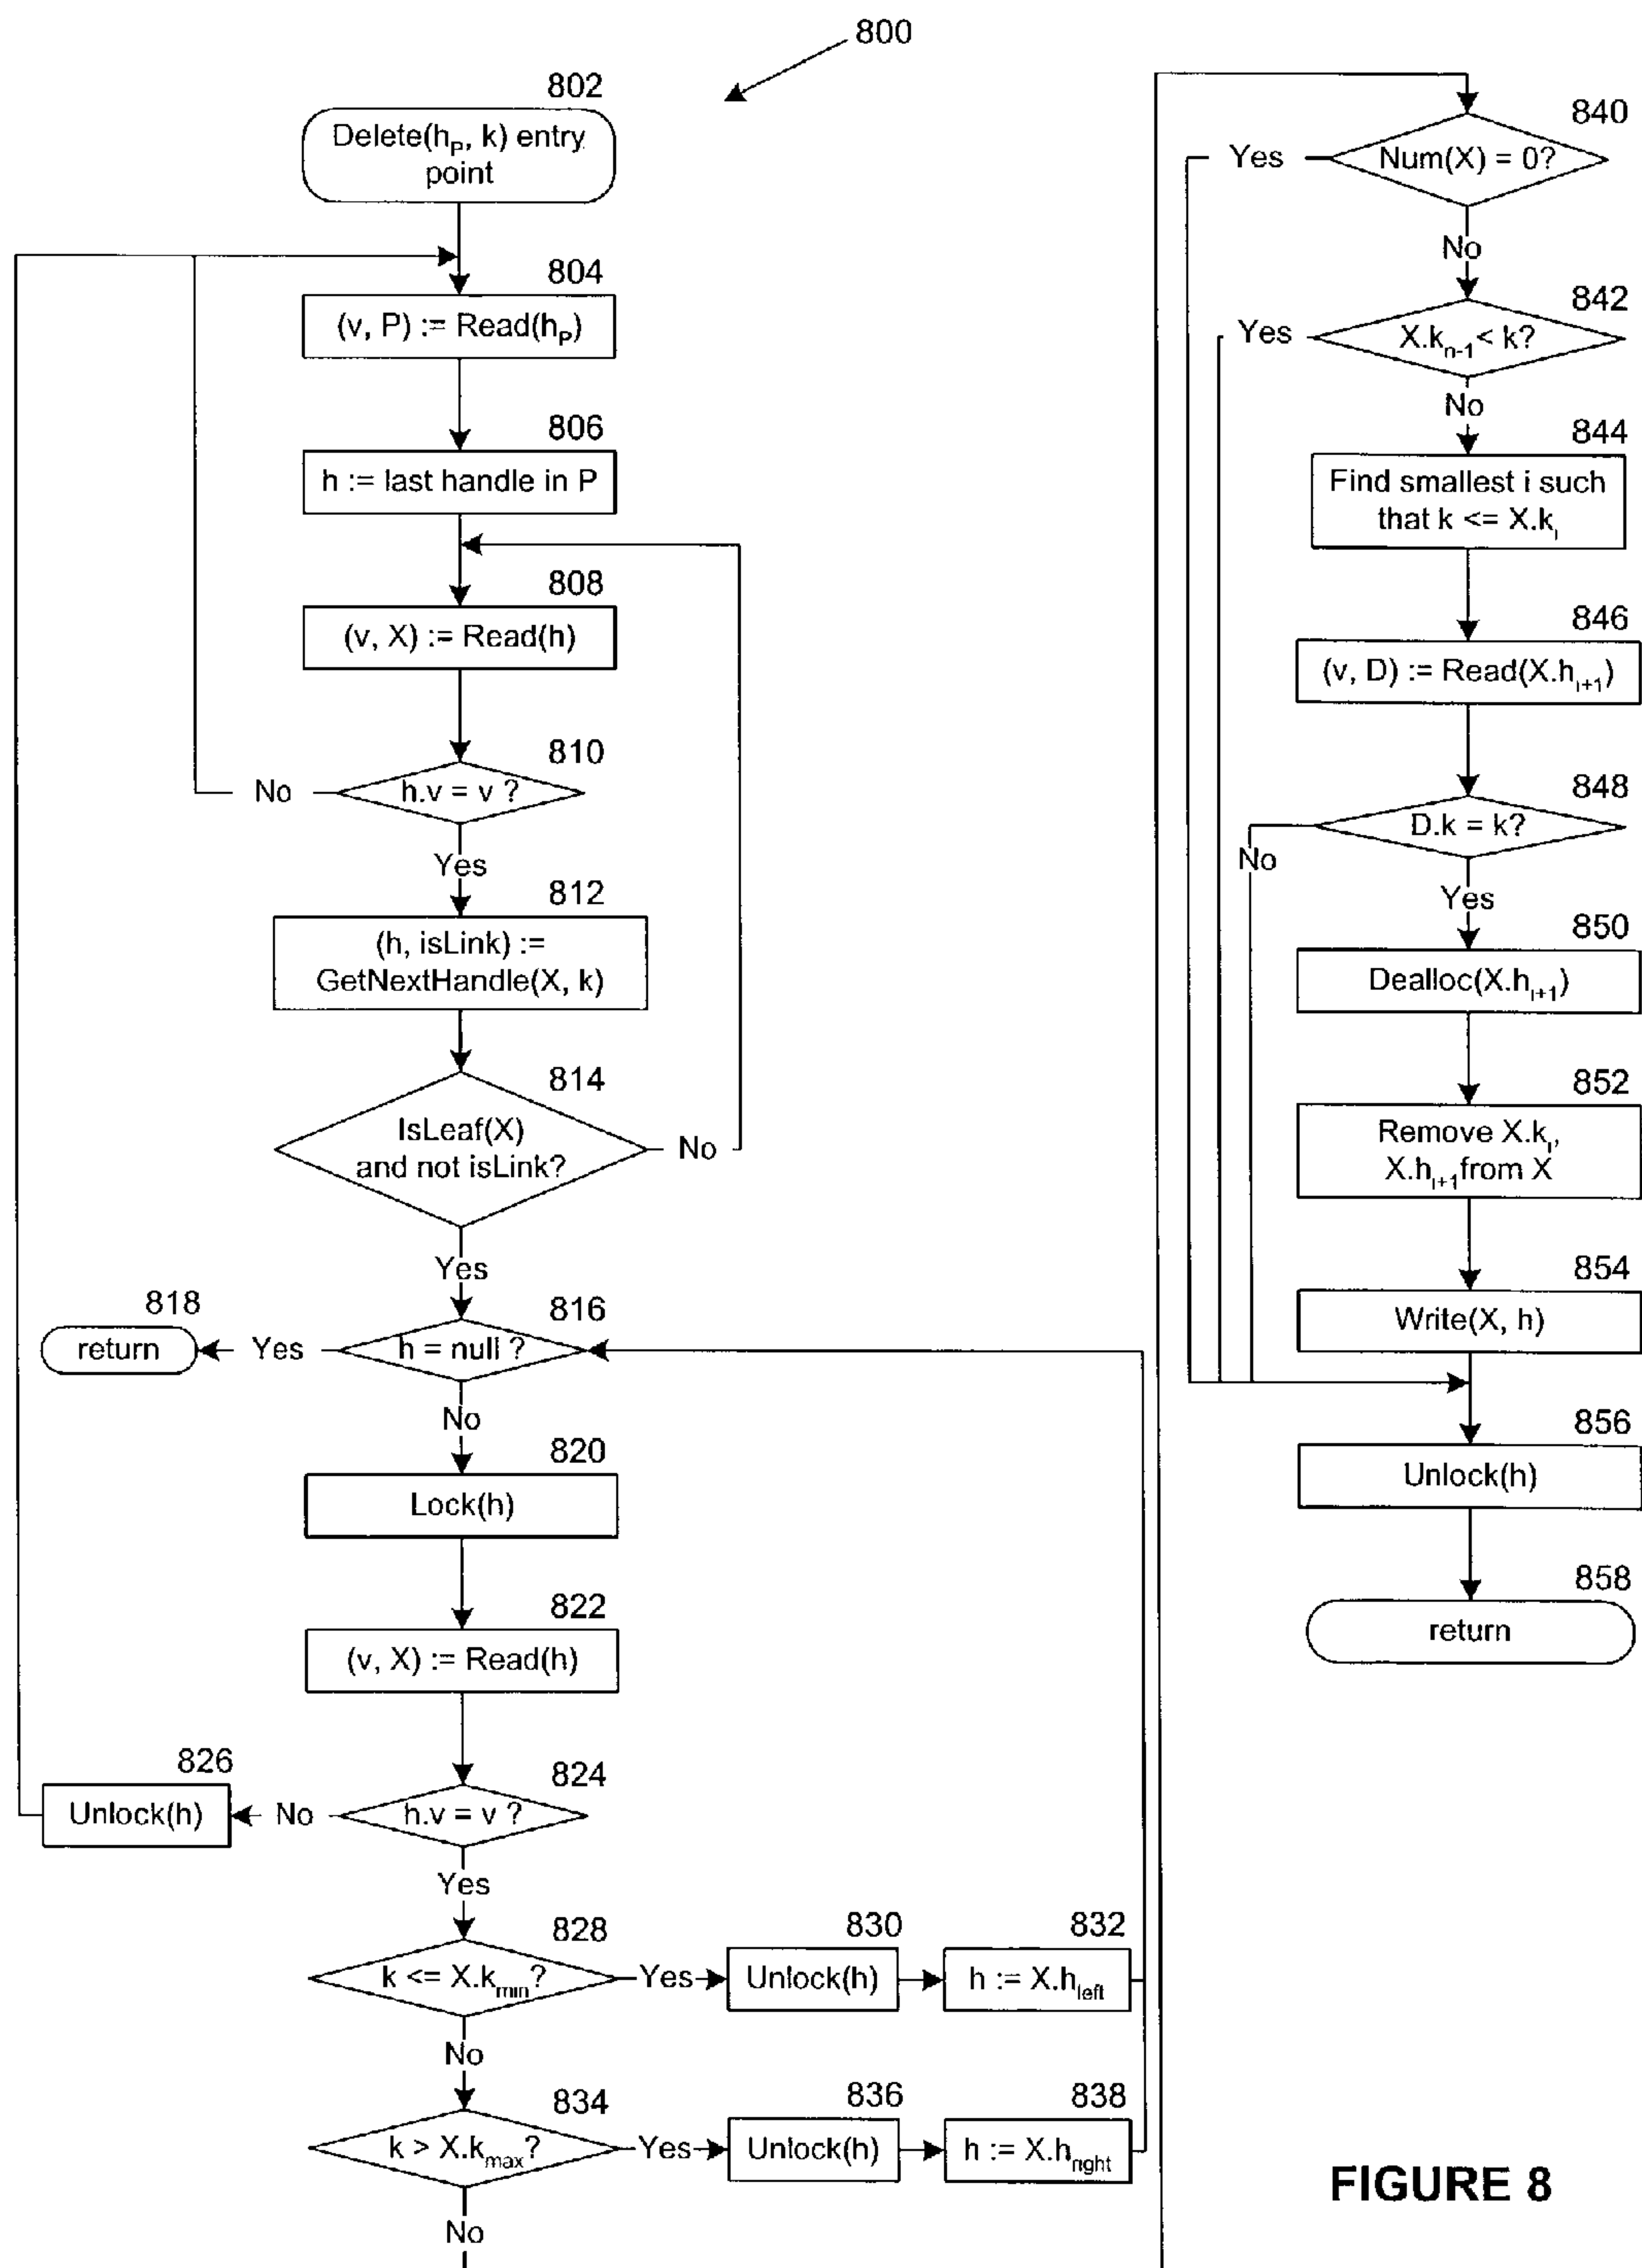 800
802
Delete(hP, k) entry
point
804
(v, P) := Read(hP)
806
h := last handle in P
808
(v, X) := Read(h)
810
h.v = v ?
No
Yes
812
(h, isLink) :=
GetNextHandle(X, k)
814
IsLeaf(X)
and not isLink?
No
Yes
816
h = null ?
Yes
818
return
No
820
Lock(h)
822
(v, X) := Read(h)
824
h.v = v ?
No
826
Unlock(h)
Yes
828
k <= X.kmin?
Yes
830
Unlock(h)
832
h := X.hleft
No
834
k > X.kmax?
Yes
836
Unlock(h)
838
h := X.hright
No
840
Num(X) = 0?
Yes
No
842
X.kn-1< k?
Yes
No
844
Find smallest i such
that k <= X.ki
846
(v, D) := Read(X.hi+1)
848
D.k = k?
No
Yes
850
Dealloc(X.hi+1)
852
Remove X.ki,
X.hi+1 from X
854
Write(X, h)
856
Unlock(h)
858
return
FIGURE 8